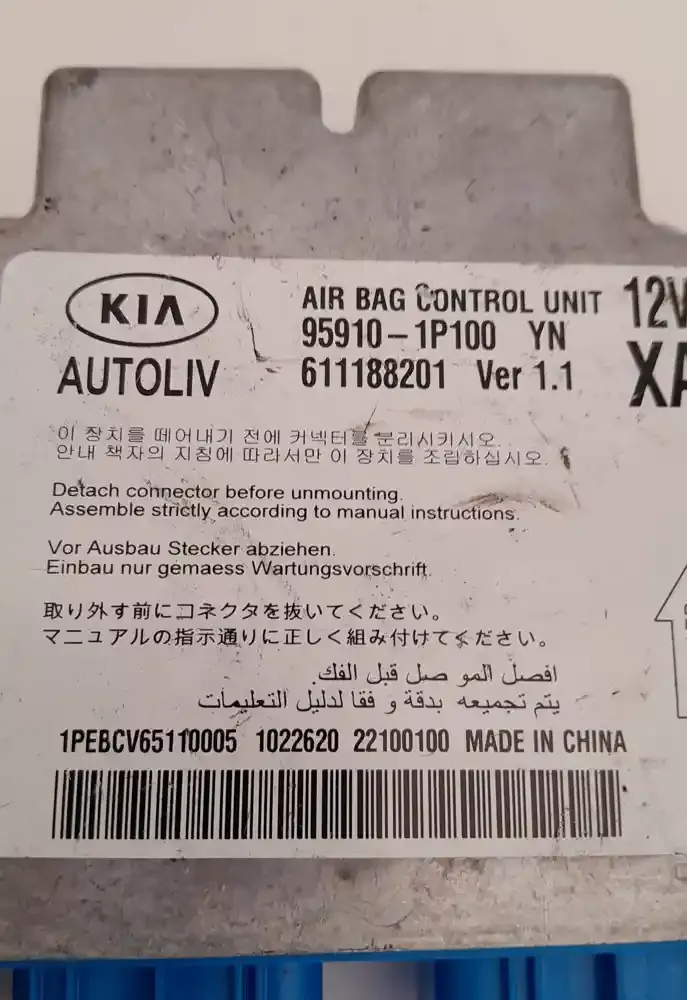 KIA
AUTOLIV
AIR BAG CONTROL UNIT 12V
95910-1P100 YN
611188201 Ver 1.1
XA
이 장치를 떼어내기 전에 커넥터를 분리시키시오.
안내 책자의 지침에 따라서만 이 장치를 조립하십시오.
Detach connector before unmounting.
Assemble strictly according to manual instructions.
Vor Ausbau Stecker abziehen.
Einbau nur gemaess Wartungsvorschrift.
取り外す前にコネクタを抜いてください。
マニュアルの指示通りに正しく組み付けてください。
افصل المو صل قبل الفك.
يتم تجميعه بدقة و فقا لدليل التعليمات
1PEBCV65110005 1022620 22100100 MADE IN CHINA